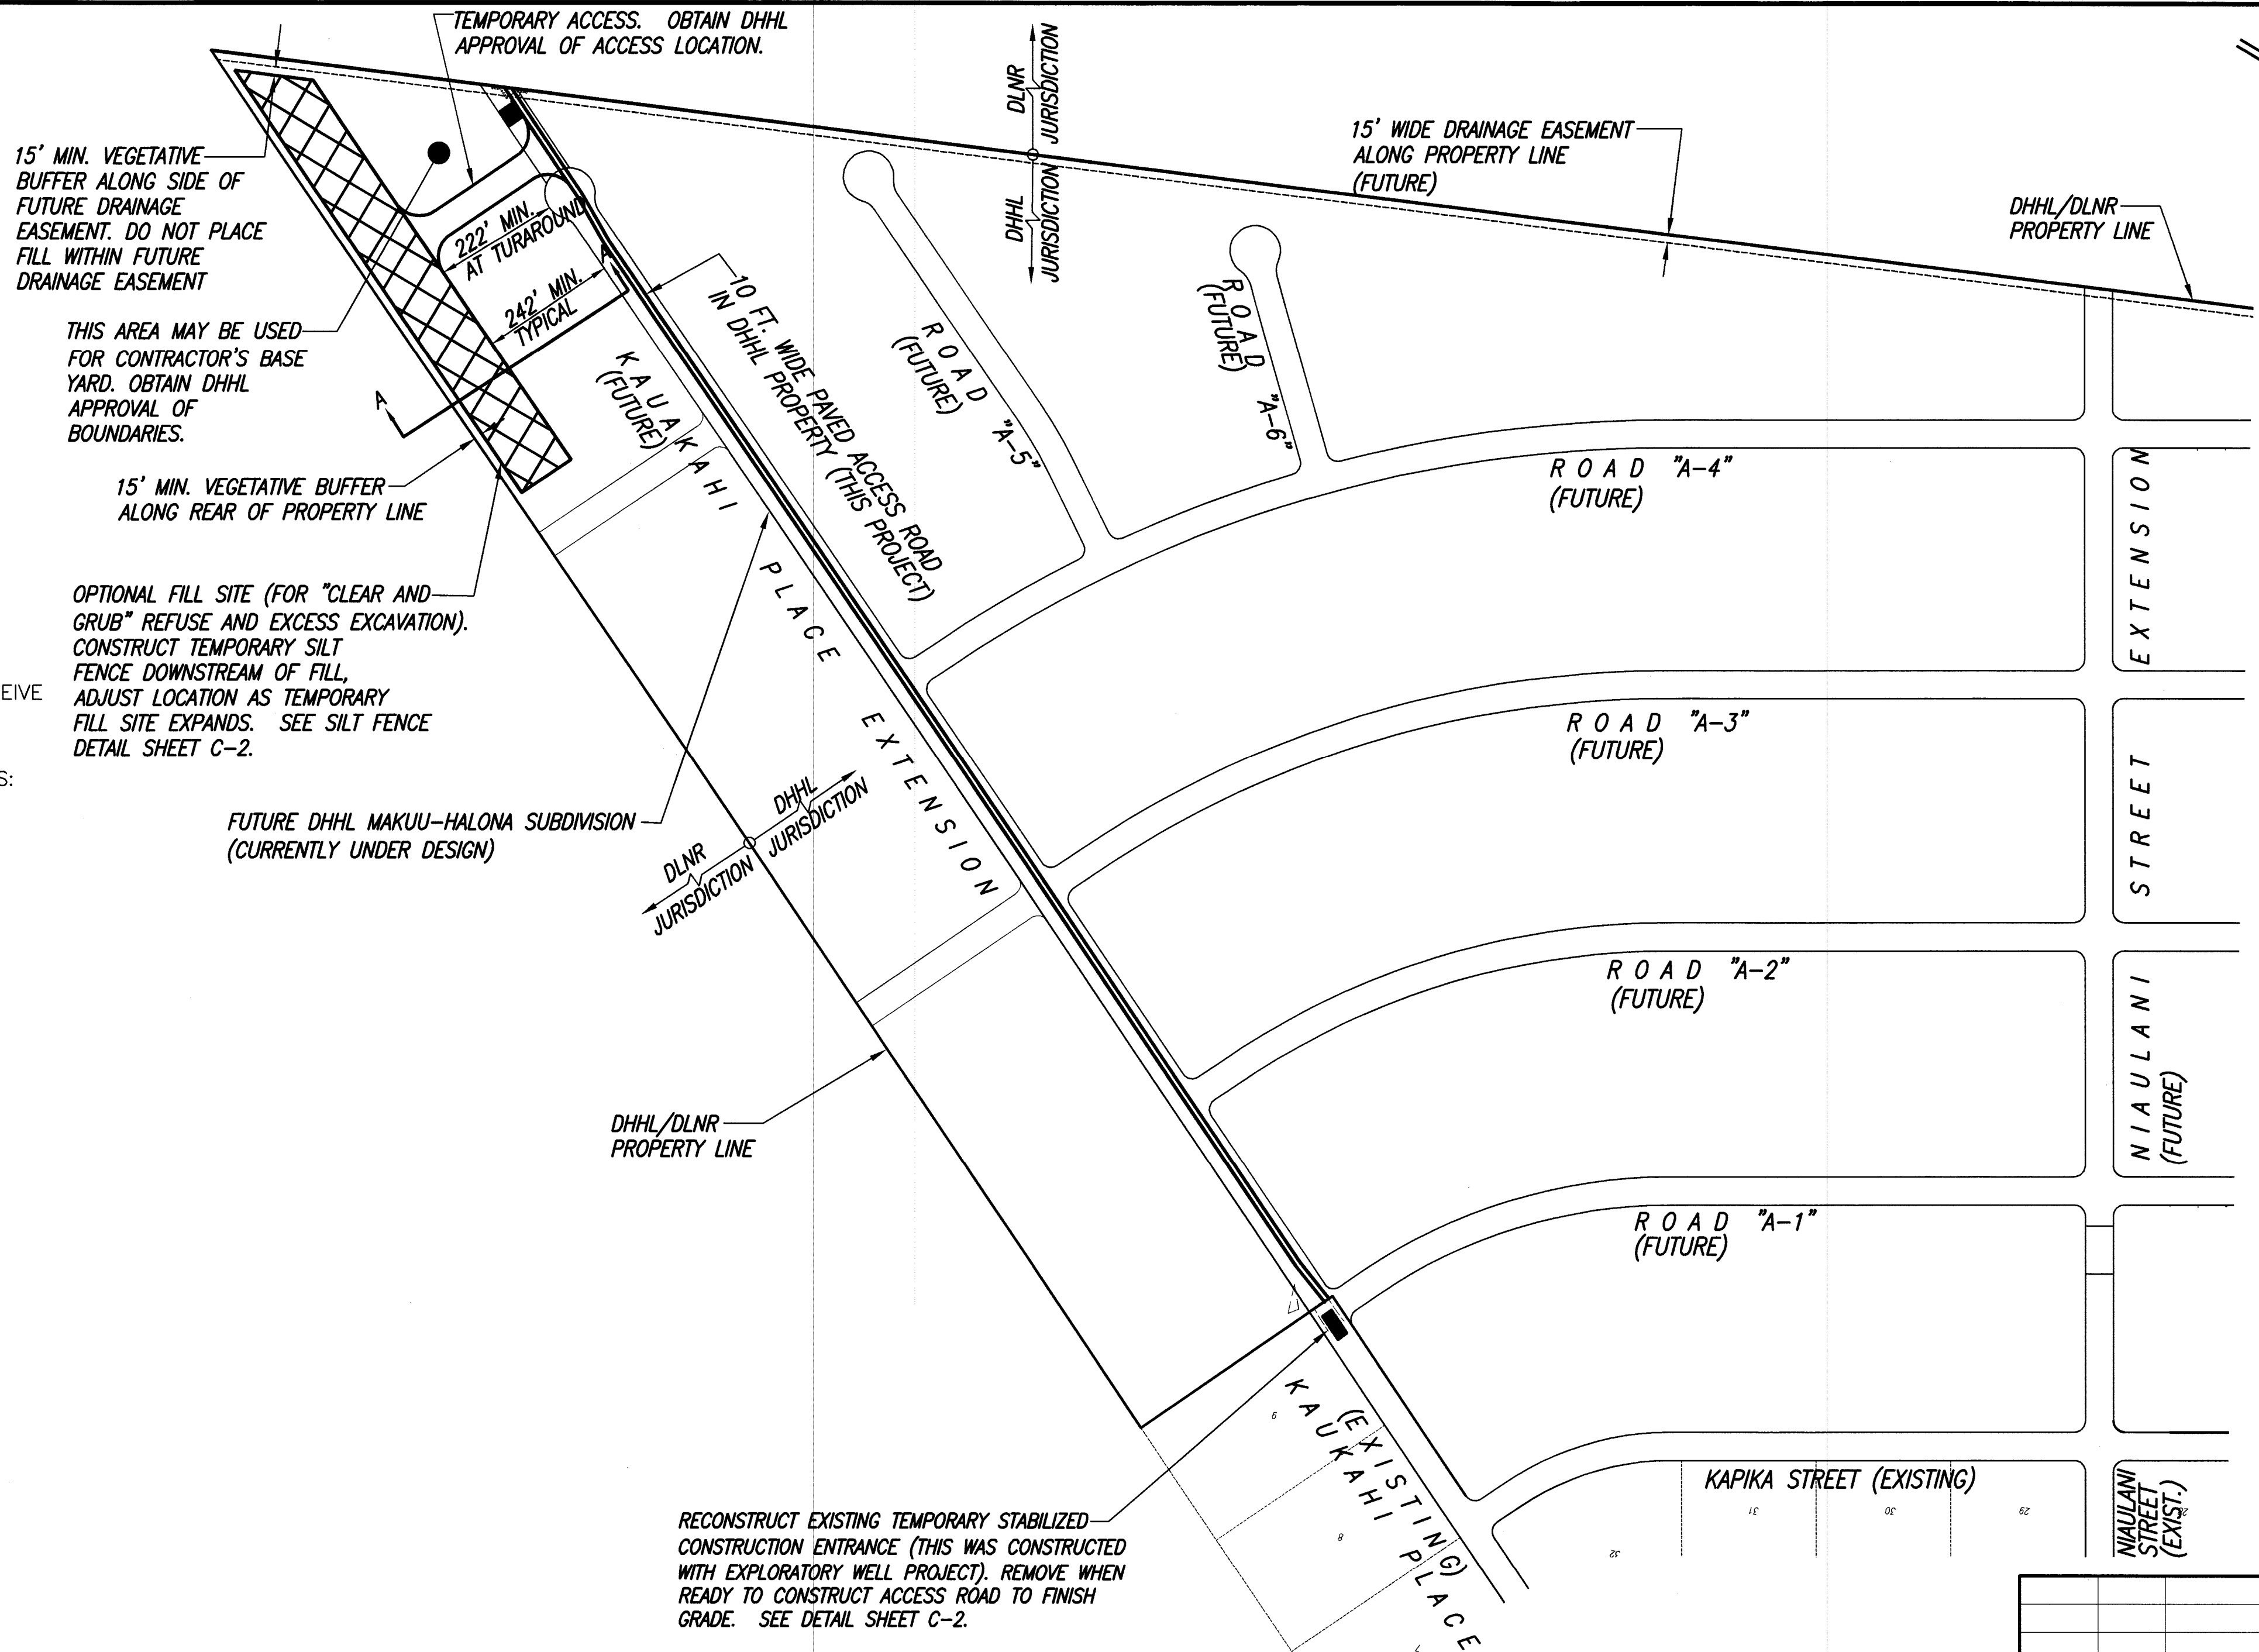 TEMPORARY ACCESS. OBTAIN DHHL
APPROVAL OF ACCESS LOCATION.
DLNR
JURISDICTION
DHHL
JURISDICTION
15' WIDE DRAINAGE EASEMENT
ALONG PROPERTY LINE
(FUTURE)
DHHL/DLNR
PROPERTY LINE
15' MIN. VEGETATIVE
BUFFER ALONG SIDE OF
FUTURE DRAINAGE
EASEMENT. DO NOT PLACE
FILL WITHIN FUTURE
DRAINAGE EASEMENT
222' MIN.
AT TURAROUND
242' MIN.
TYPICAL
A
A
THIS AREA MAY BE USED
FOR CONTRACTOR'S BASE
YARD. OBTAIN DHHL
APPROVAL OF
BOUNDARIES.
10 FT. WIDE PAVED ACCESS ROAD
IN DHHL PROPERTY (THIS PROJECT)
ROAD "A-5"
(FUTURE)
ROAD "A-6"
(FUTURE)
ROAD "A-4"
(FUTURE)
15' MIN. VEGETATIVE BUFFER
ALONG REAR OF PROPERTY LINE
KAUAKAHI PLACE EXTENSION
(FUTURE)
OPTIONAL FILL SITE (FOR "CLEAR AND
GRUB" REFUSE AND EXCESS EXCAVATION).
CONSTRUCT TEMPORARY SILT
FENCE DOWNSTREAM OF FILL,
ADJUST LOCATION AS TEMPORARY
FILL SITE EXPANDS. SEE SILT FENCE
DETAIL SHEET C-2.
EIVE
S:
ROAD "A-3"
(FUTURE)
FUTURE DHHL MAKUU-HALONA SUBDIVISION
(CURRENTLY UNDER DESIGN)
DHHL
JURISDICTION
DLNR
JURISDICTION
ROAD "A-2"
(FUTURE)
NIAULANI STREET EXTENSION
(FUTURE)
DHHL/DLNR
PROPERTY LINE
ROAD "A-1"
(FUTURE)
RECONSTRUCT EXISTING TEMPORARY STABILIZED
CONSTRUCTION ENTRANCE (THIS WAS CONSTRUCTED
WITH EXPLORATORY WELL PROJECT). REMOVE WHEN
READY TO CONSTRUCT ACCESS ROAD TO FINISH
GRADE. SEE DETAIL SHEET C-2.
(EXISTING)
KAUKAHI PLACE
9
8
7
KAPIKA STREET (EXISTING)
32
31
30
29
28
NIAULANI
STREET
(EXIST.)